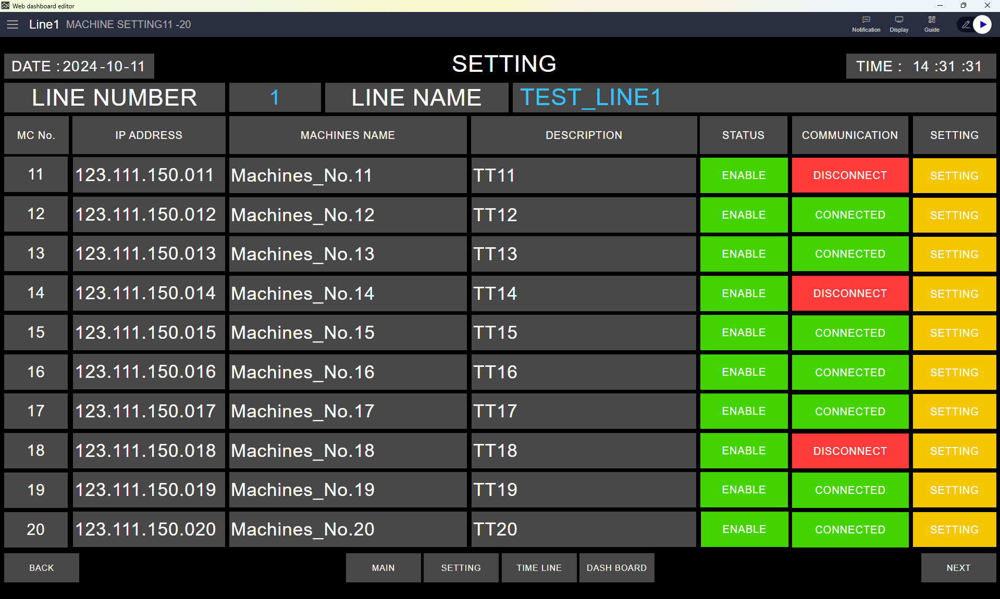 Web dashboard editor
Line1 MACHINE SETTING11 -20
Notification Display Guide
DATE :2024-10-11 SETTING TIME : 14 :31 :31
LINE NUMBER 1 LINE NAME TEST_LINE1
MC No. IP ADDRESS MACHINES NAME DESCRIPTION STATUS COMMUNICATION SETTING
11 123.111.150.011 Machines_No.11 TT11 ENABLE DISCONNECT SETTING
12 123.111.150.012 Machines_No.12 TT12 ENABLE CONNECTED SETTING
13 123.111.150.013 Machines_No.13 TT13 ENABLE CONNECTED SETTING
14 123.111.150.014 Machines_No.14 TT14 ENABLE DISCONNECT SETTING
15 123.111.150.015 Machines_No.15 TT15 ENABLE CONNECTED SETTING
16 123.111.150.016 Machines_No.16 TT16 ENABLE CONNECTED SETTING
17 123.111.150.017 Machines_No.17 TT17 ENABLE CONNECTED SETTING
18 123.111.150.018 Machines_No.18 TT18 ENABLE DISCONNECT SETTING
19 123.111.150.019 Machines_No.19 TT19 ENABLE CONNECTED SETTING
20 123.111.150.020 Machines_No.20 TT20 ENABLE CONNECTED SETTING
BACK MAIN SETTING TIME LINE DASH BOARD NEXT